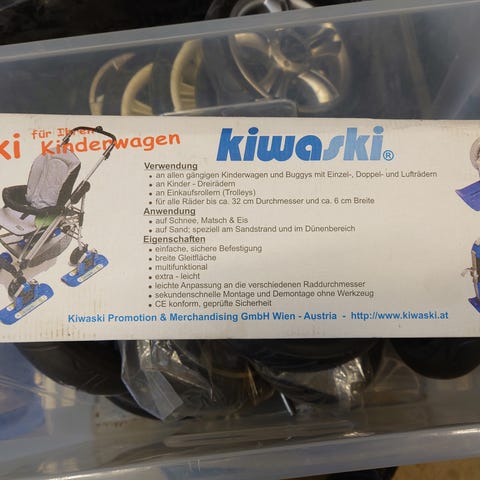 ki für Ihren
Kinderwagen
kiwaski®
Verwendung
• an allen gängigen Kinderwagen und Buggys mit Einzel-, Doppel- und Lufträdern
• an Kinder - Dreirädern
• an Einkaufsrollern (Trolleys)
• für alle Räder bis ca. 32 cm Durchmesser und ca. 6 cm Breite
Anwendung
• auf Schnee, Matsch & Eis
• auf Sand; speziell am Sandstrand und im Dünenbereich
Eigenschaften
• einfache, sichere Befestigung
• breite Gleitfläche
• multifunktional
• extra - leicht
• leichte Anpassung an die verschiedenen Raddurchmesser
• sekundenschnelle Montage und Demontage ohne Werkzeug
• CE konform, geprüfte Sicherheit
Kiwaski Promotion & Merchandising GmbH Wien - Austria - http://www.kiwaski.at